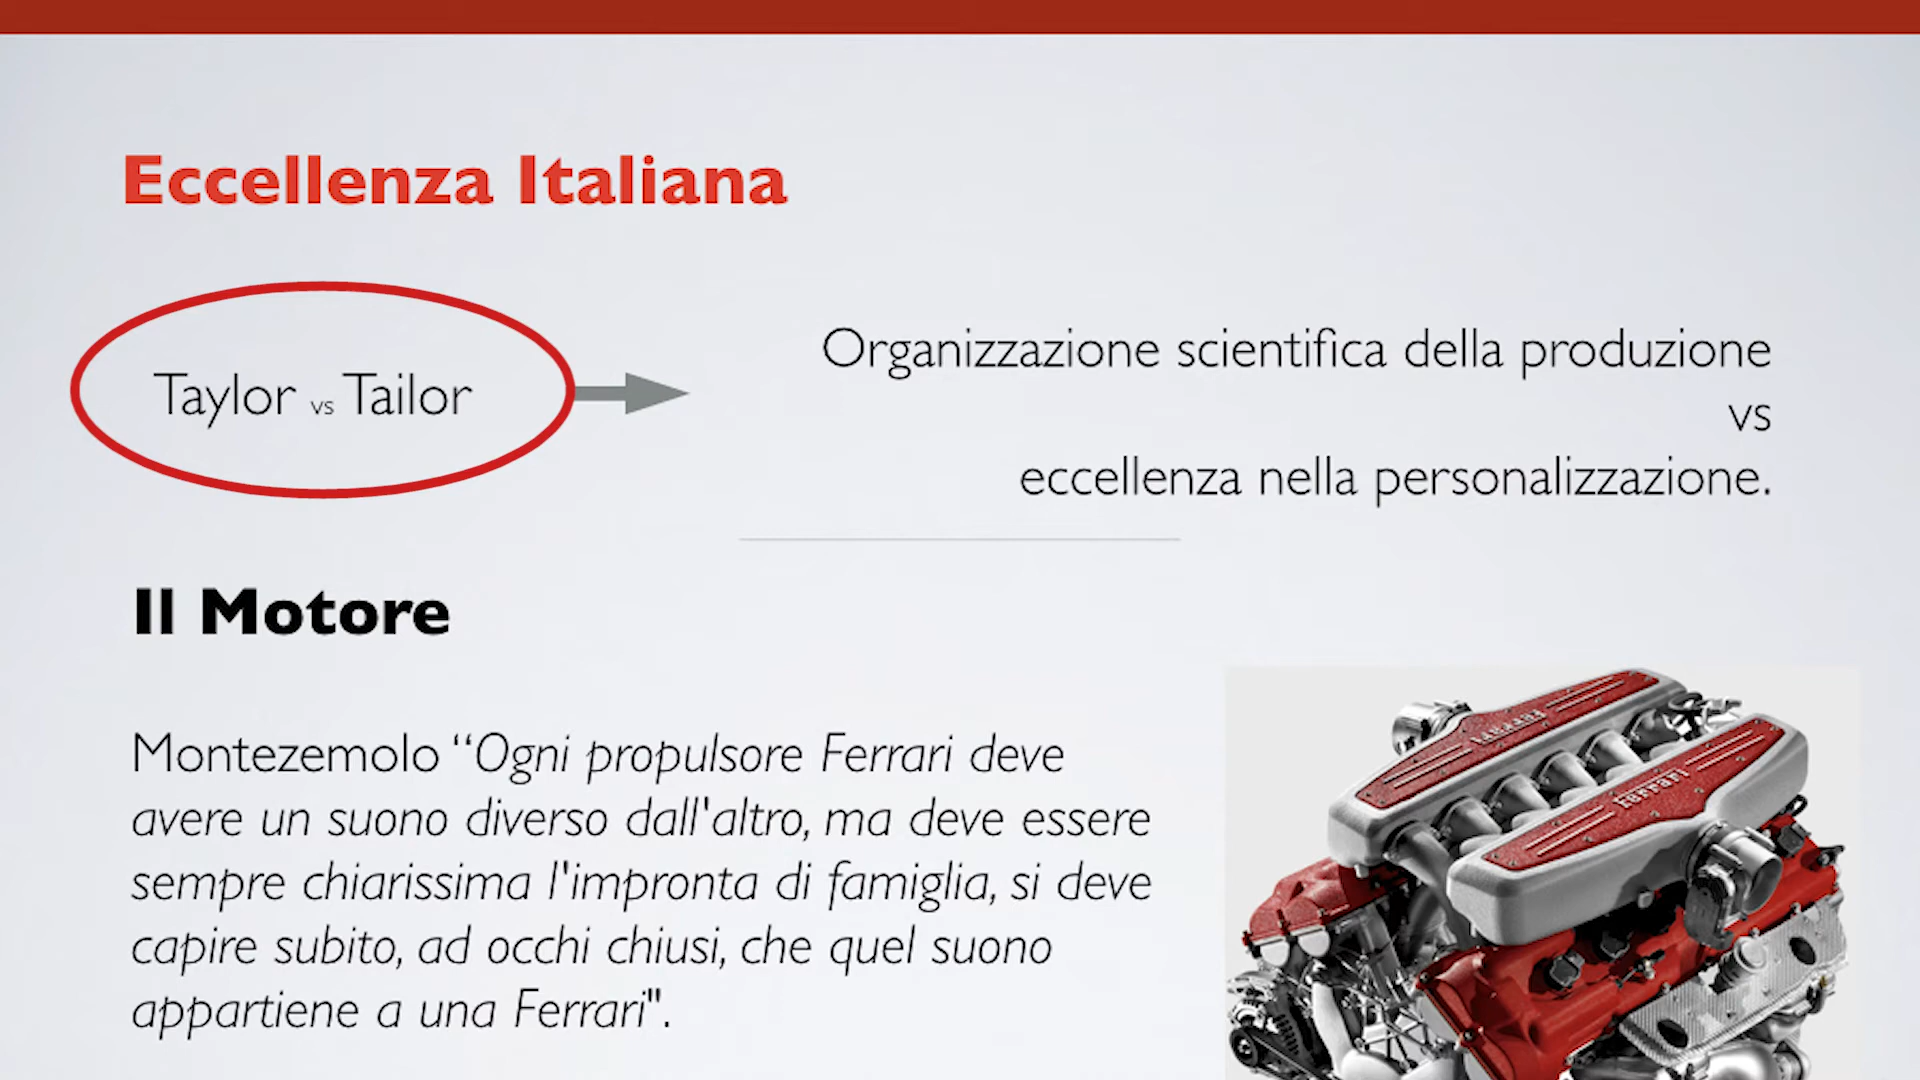 Eccellenza Italiana
Taylor vs Tailor
Organizzazione scientifica della produzione
vs
eccellenza nella personalizzazione.
Il Motore
Montezemolo “Ogni propulsore Ferrari deve
avere un suono diverso dall'altro, ma deve essere
sempre chiarissima l'impronta di famiglia, si deve
capire subito, ad occhi chiusi, che quel suono
appartiene a una Ferrari".
Ferrari
Ferrari